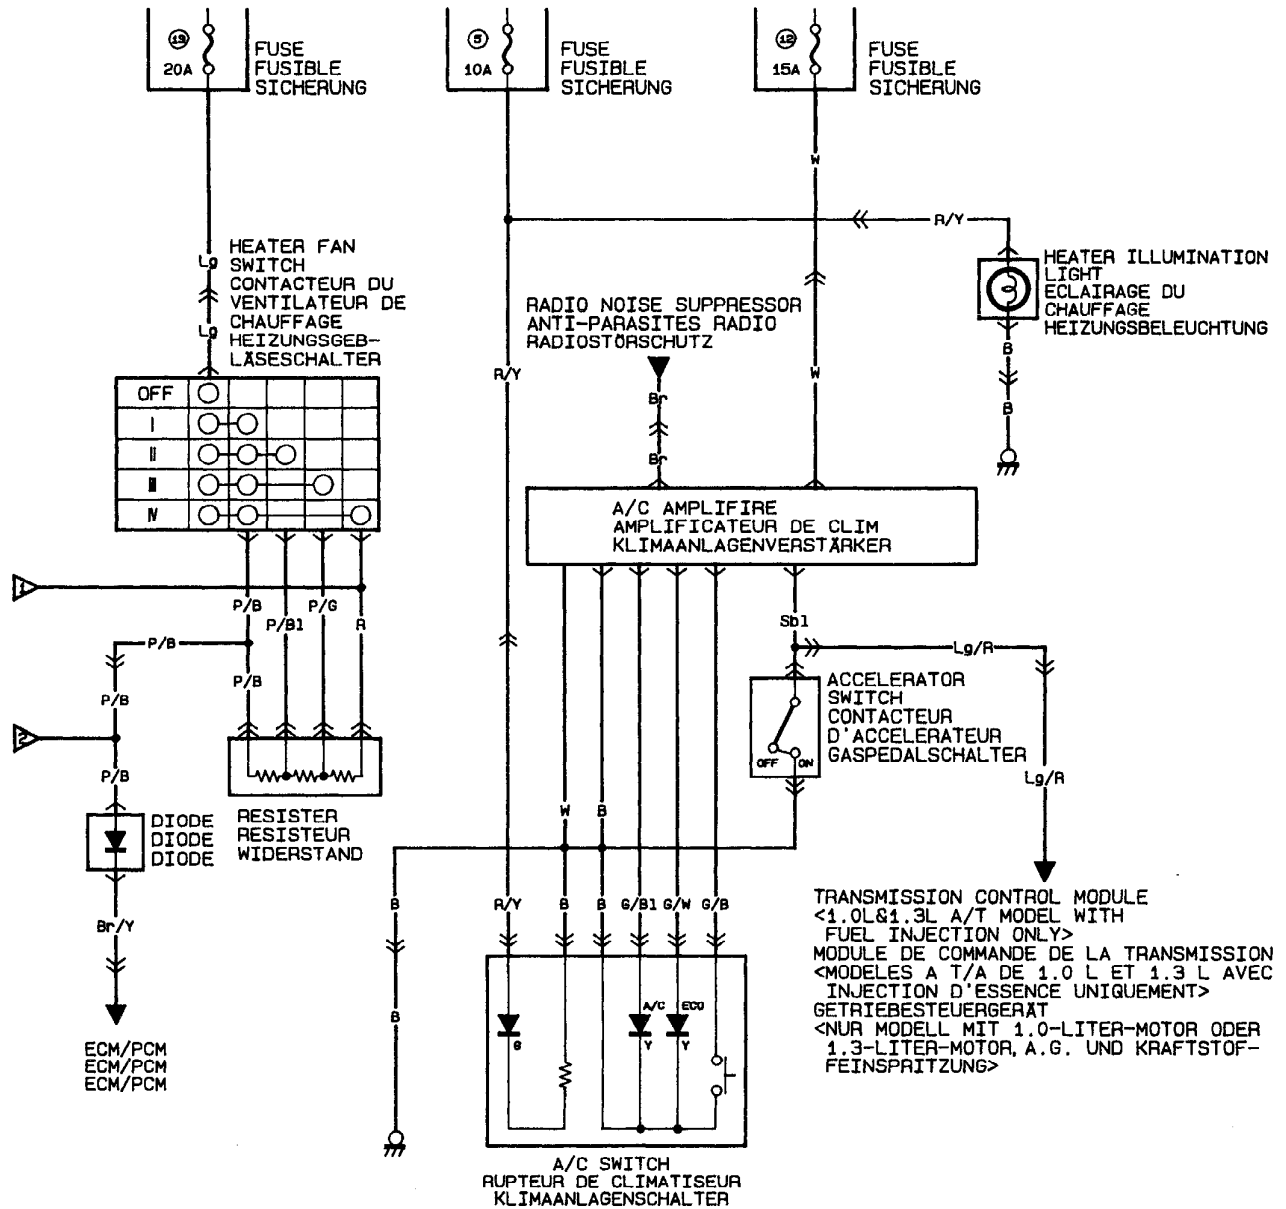 13
20A
FUSE
FUSIBLE
SICHERUNG
5
10A
FUSE
FUSIBLE
SICHERUNG
12
15A
FUSE
FUSIBLE
SICHERUNG
W
R/Y
Lg
Lg
HEATER FAN
SWITCH
CONTACTEUR DU
VENTILATEUR DE
CHAUFFAGE
HEIZUNGSGEB-
LÄSESCHALTER
RADIO NOISE SUPPRESSOR
ANTI-PARASITES RADIO
RADIOSTÖRSCHUTZ
HEATER ILLUMINATION
LIGHT
ECLAIRAGE DU
CHAUFFAGE
HEIZUNGSBELEUCHTUNG
R/Y
W
B
B
Br
Br
OFF
I
II
III
IV
A/C AMPLIFIRE
AMPLIFICATEUR DE CLIM
KLIMAANLAGENVERSTÄRKER
1
P/B
P/Bl
P/G
R
P/B
P/B
P/B
2
P/B
Sbl
Lg/R
ACCELERATOR
SWITCH
CONTACTEUR
D'ACCELERATEUR
GASPEDALSCHALTER
OFF
ON
Lg/R
DIODE
DIODE
DIODE
RESISTER
RESISTEUR
WIDERSTAND
W
B
Br/Y
B
B
R/Y
B
B
G/Bl
G/W
G/B
TRANSMISSION CONTROL MODULE
<1.0L&1.3L A/T MODEL WITH
FUEL INJECTION ONLY>
MODULE DE COMMANDE DE LA TRANSMISSION
<MODELES A T/A DE 1.0 L ET 1.3 L AVEC
INJECTION D'ESSENCE UNIQUEMENT>
GETRIEBESTEUERGERÄT
<NUR MODELL MIT 1.0-LITER-MOTOR ODER
1.3-LITER-MOTOR, A.G. UND KRAFTSTOF-
FEINSPRITZUNG>
ECM/PCM
ECM/PCM
ECM/PCM
A/C
ECO
G
Y
Y
A/C SWITCH
RUPTEUR DE CLIMATISEUR
KLIMAANLAGENSCHALTER